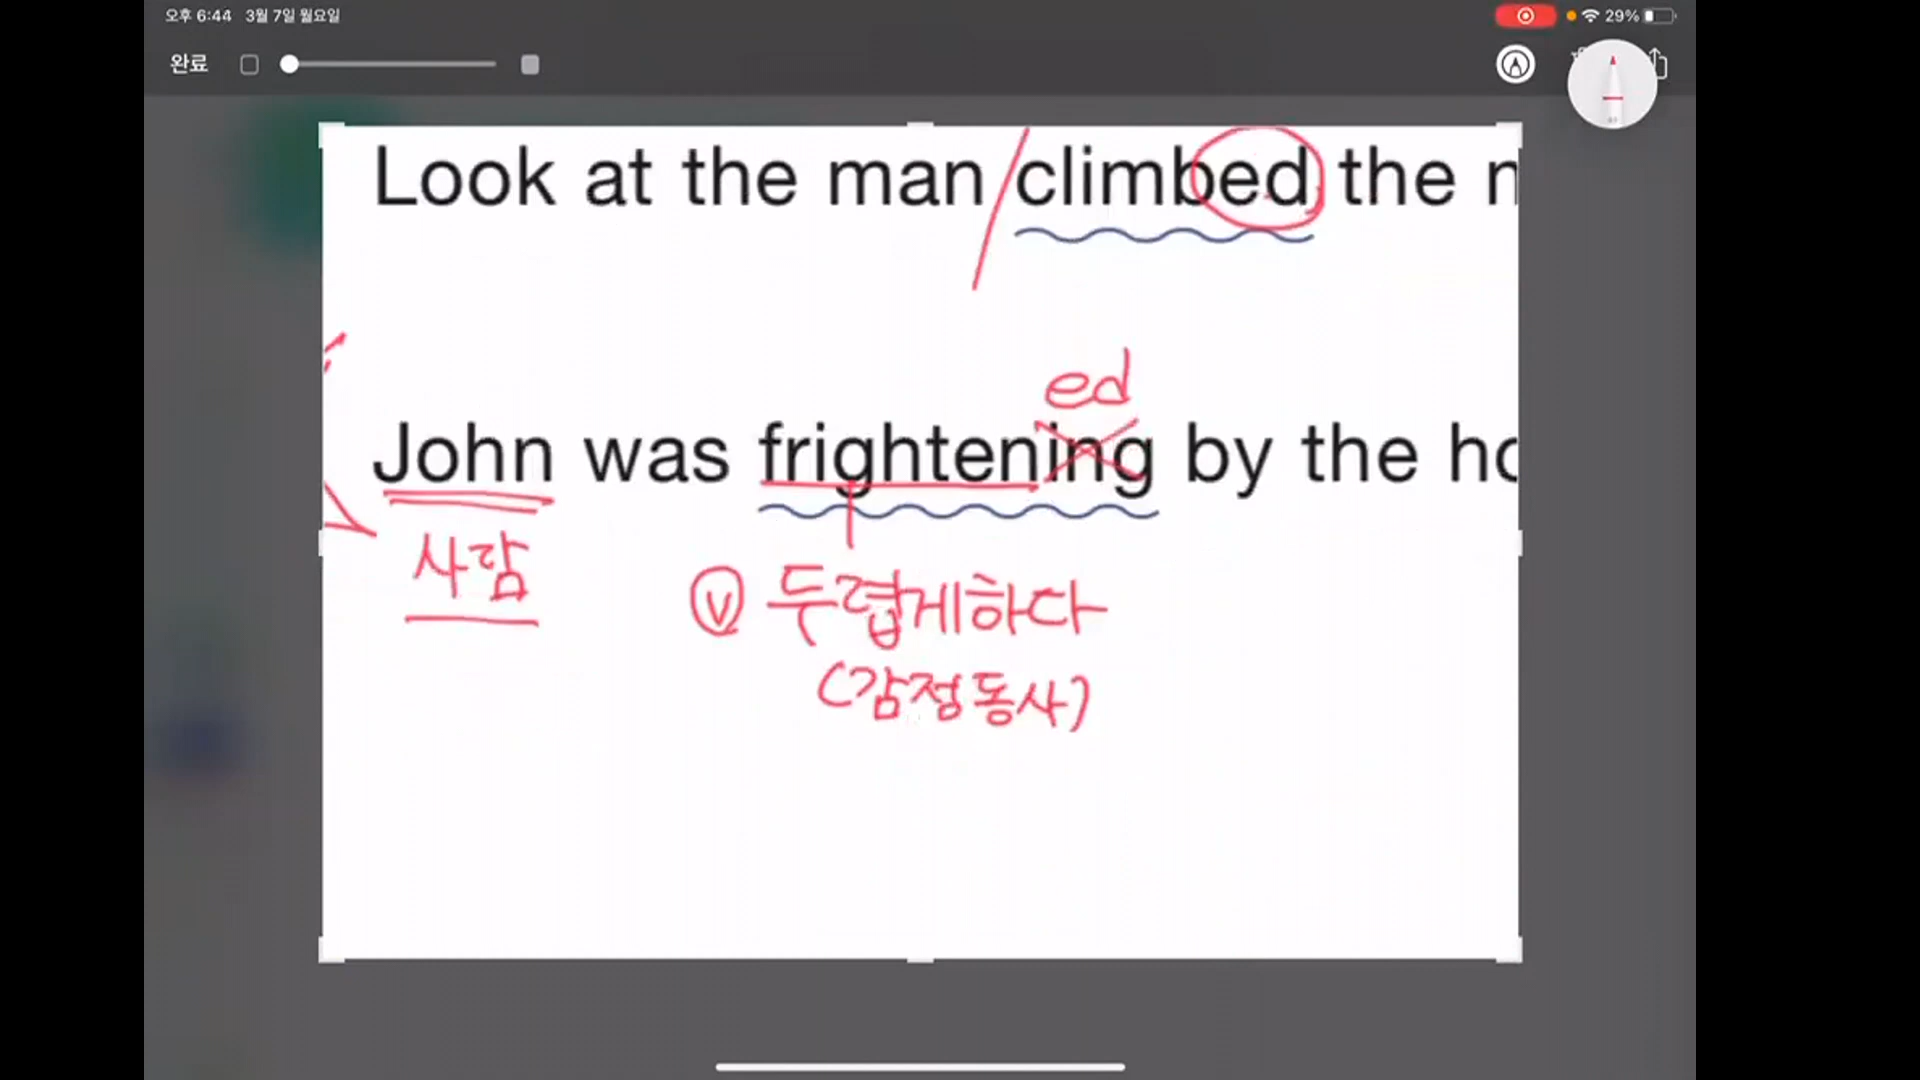 오후 6:44 3월 7일 월요일
29%
완료
Look at the man climbed the
ed
John was frightening by the
사람
v 두렵게하다
(감정동사)